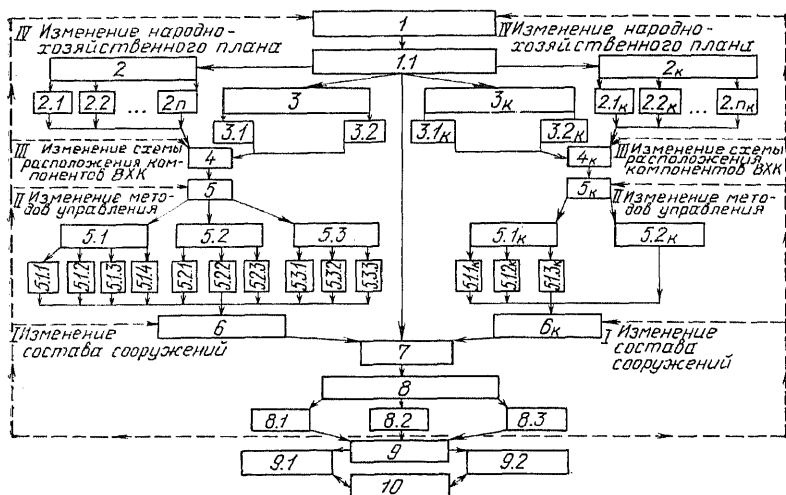 1
IV Изменение народно-
хозяйственного плана
IV Изменение народно-
хозяйственного плана
1.1
2
2к
2.1 2.2 ... 2п
3
3к
2.1к 2.2к ... 2.пк
3.1 3.2
3.1к 3.2к
III Изменение схемы
расположения ком-
понентов ВХК
4
4к
III Изменение схемы
расположения
компонентов ВХК
5
5к
II Изменение мето-
дов управления
II Изменение мето-
дов управления
5.1 5.2 5.3
5.1к 5.2к
5.1.1 5.1.2 5.1.3 5.1.4 5.2.1 5.2.2 5.2.3 5.3.1 5.3.2 5.3.3
5.1.1к 5.1.2к 5.1.3к
6
6к
I Изменение
состава сооружений
I Изменение
состава
сооружений
7
8
8.1 8.2 8.3
9
9.1 9.2
10